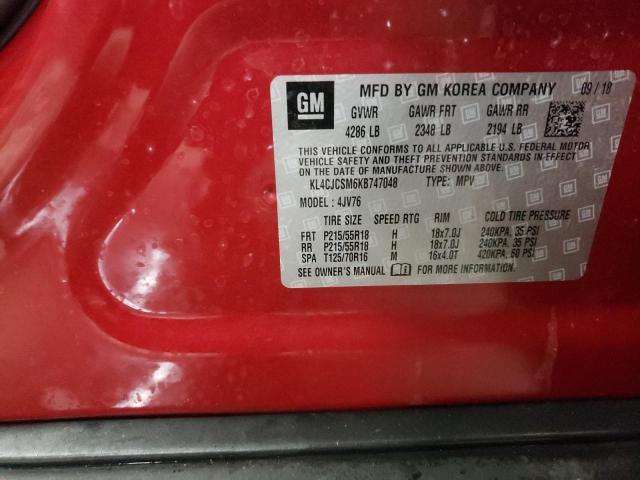 GM
MFD BY GM KOREA COMPANY 09/18
GVWR GAWR FRT GAWR RR
4286 LB 2348 LB 2194 LB
THIS VEHICLE CONFORMS TO ALL APPLICABLE U.S. FEDERAL MOTOR
VEHICLE SAFETY AND THEFT PREVENTION STANDARDS IN EFFECT
ON THE DATE OF MANUFACTURE SHOWN ABOVE.
KL4CJCSM6KB747048 TYPE: MPV
MODEL: 4JV76
TIRE SIZE SPEED RTG RIM COLD TIRE PRESSURE
FRT P215/55R18 H 18x7.0J 240KPA, 35 PSI
RR P215/55R18 H 18x7.0J 240KPA, 35 PSI
SPA T125/70R16 M 16x4.0T 420KPA, 60 PSI
SEE OWNER'S MANUAL FOR MORE INFORMATION.